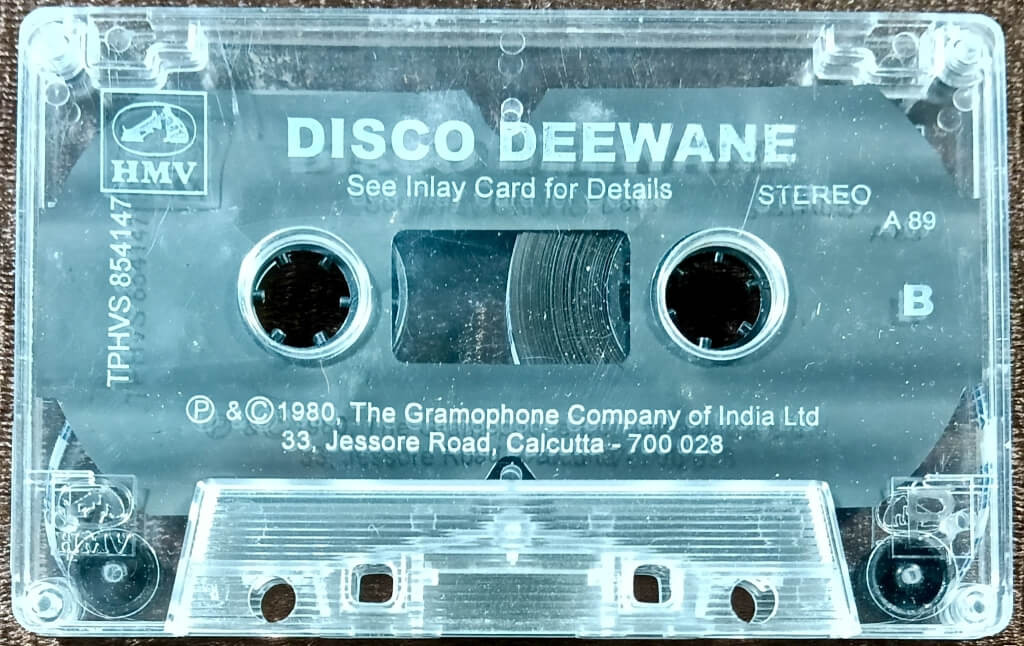 HMV
DISCO DEEWANE
See Inlay Card for Details
STEREO
A 89
TPHVS 854147
B
Ⓟ & © 1980, The Gramophone Company of India Ltd
33, Jessore Road, Calcutta - 700 028